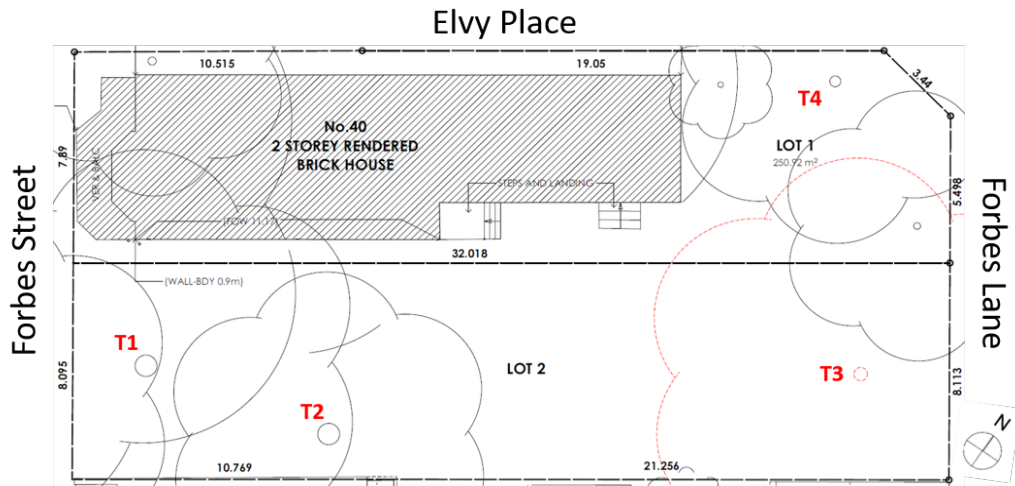 Elvy Place
10.515
19.05
3.44
T4
No.40
2 STOREY RENDERED
BRICK HOUSE
LOT 1
250.92 m²
7.89
VER & BALC
STEPS AND LANDING
5.498
(FOW 11.17)
Forbes Street
Forbes Lane
32.018
(WALL-BDY 0.9m)
T1
LOT 2
T3
8.095
8.113
T2
N
10.769
21.256